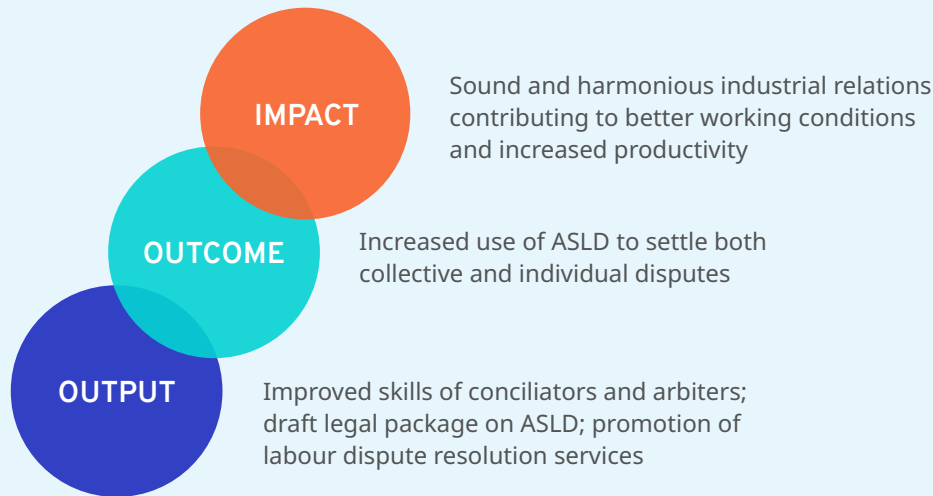 IMPACT
Sound and harmonious industrial relations
contributing to better working conditions
and increased productivity
OUTCOME
Increased use of ASLD to settle both
collective and individual disputes
OUTPUT
Improved skills of conciliators and arbiters;
draft legal package on ASLD; promotion of
labour dispute resolution services